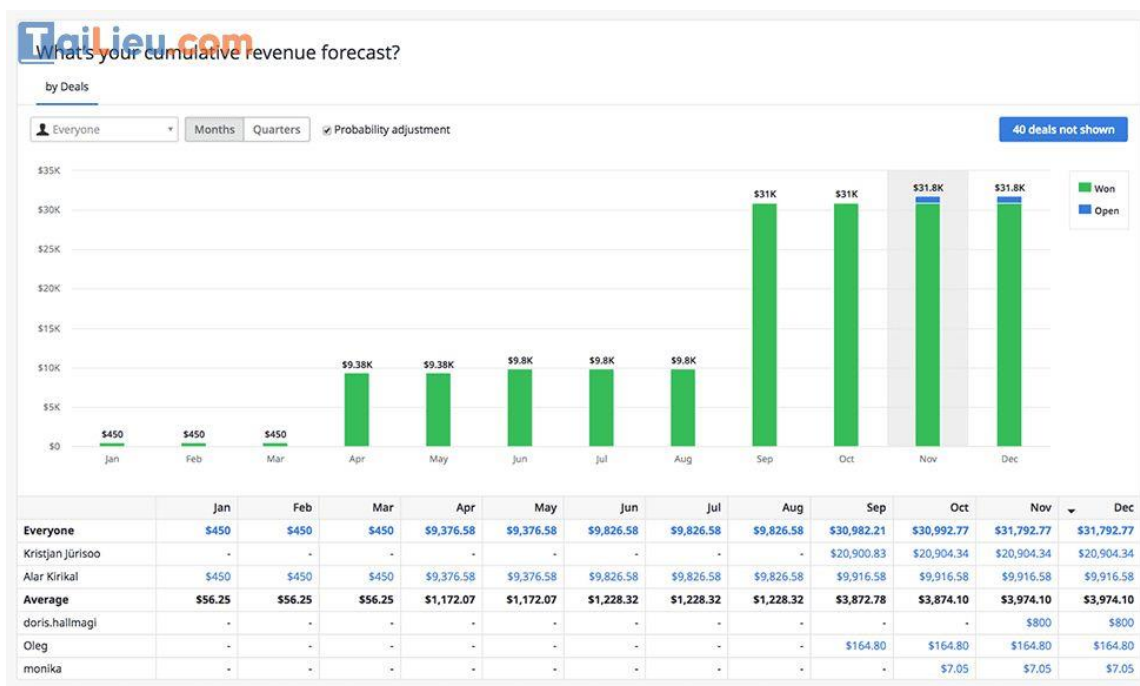 TaiLieu.com
What's your cumulative revenue forecast?
by Deals
Everyone Months Quarters Probability adjustment 40 deals not shown
$35K
$30K
$25K
$20K
$15K
$10K
$5K
$0
$450 $450 $450 $9.38K $9.38K $9.8K $9.8K $9.8K $31K $31K $31.8K $31.8K
Jan Feb Mar Apr May Jun Jul Aug Sep Oct Nov Dec
Won
Open
Jan Feb Mar Apr May Jun Jul Aug Sep Oct Nov Dec
Everyone $450 $450 $450 $9,376.58 $9,376.58 $9,826.58 $9,826.58 $9,826.58 $30,982.21 $30,992.77 $31,792.77 $31,792.77
Kristjan Jürisoo - - - - - - - - $20,900.83 $20,904.34 $20,904.34 $20,904.34
Alar Kirikal $450 $450 $450 $9,376.58 $9,376.58 $9,826.58 $9,826.58 $9,826.58 $9,916.58 $9,916.58 $9,916.58 $9,916.58
Average $56.25 $56.25 $56.25 $1,172.07 $1,172.07 $1,228.32 $1,228.32 $1,228.32 $3,872.78 $3,874.10 $3,974.10 $3,974.10
doris.hallmagi - - - - - - - - - - $800 $800
Oleg - - - - - - - - $164.80 $164.80 $164.80 $164.80
monika - - - - - - - - - $7.05 $7.05 $7.05